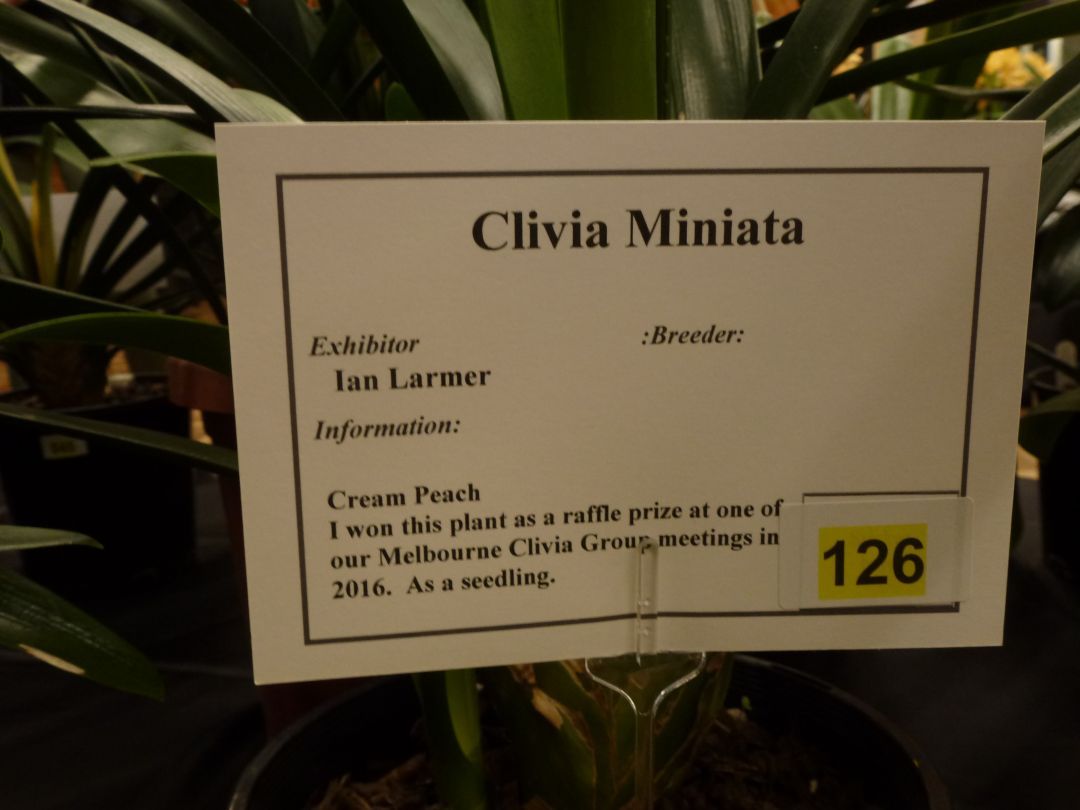 Clivia Miniata
Exhibitor :Breeder:
Ian Larmer
Information:
Cream Peach
I won this plant as a raffle prize at one of
our Melbourne Clivia Group meetings in
2016. As a seedling.
126